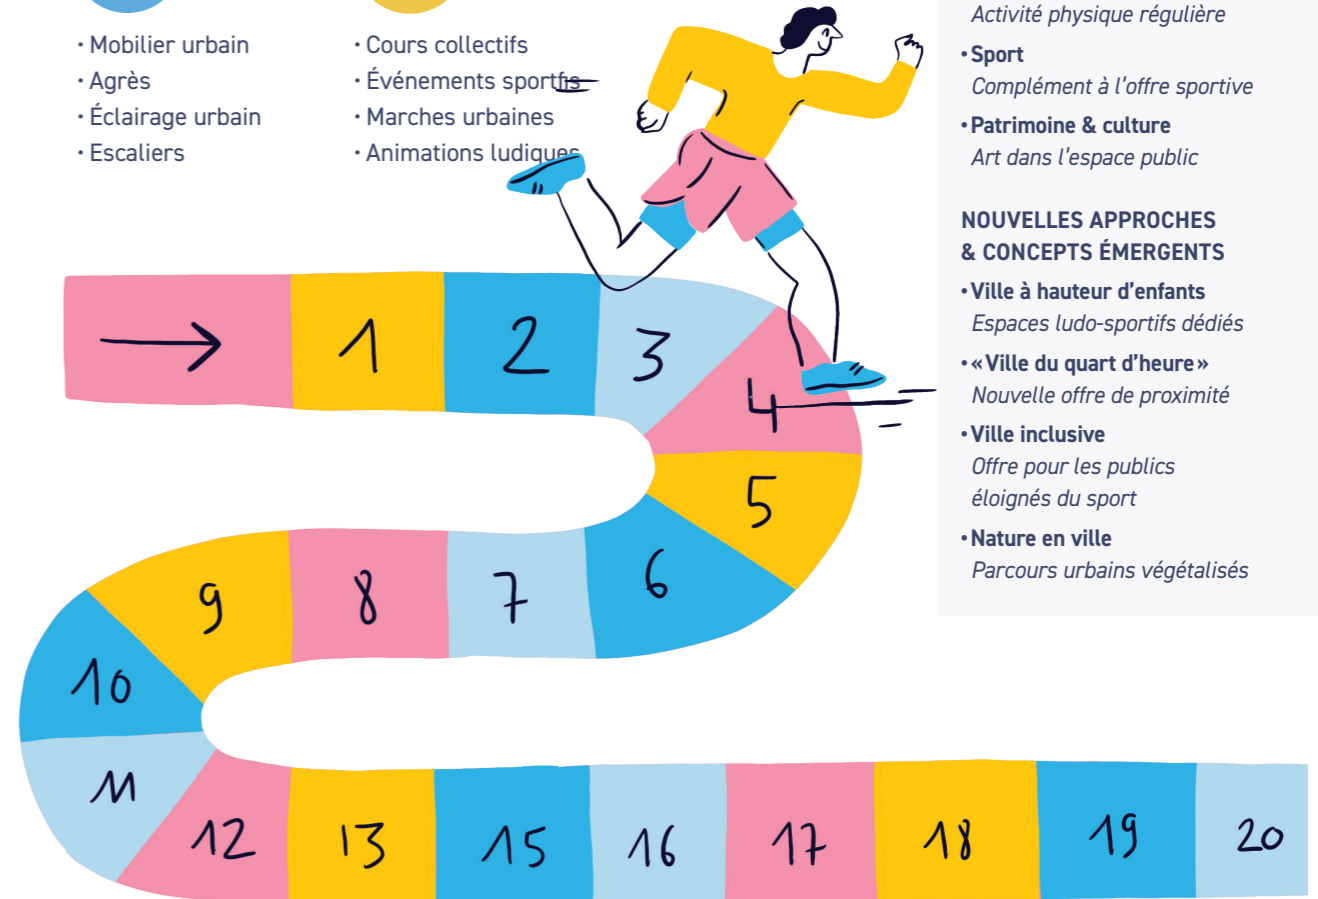 • Mobilier urbain
• Agrès
• Éclairage urbain
• Escaliers
• Cours collectifs
• Événements sportifs
• Marches urbaines
• Animations ludiques
Activité physique régulière
• Sport
Complément à l'offre sportive
• Patrimoine & culture
Art dans l'espace public
NOUVELLES APPROCHES
& CONCEPTS ÉMERGENTS
• Ville à hauteur d'enfants
Espaces ludo-sportifs dédiés
• « Ville du quart d'heure »
Nouvelle offre de proximité
• Ville inclusive
Offre pour les publics
éloignés du sport
• Nature en ville
Parcours urbains végétalisés
1
2
3
4
5
6
7
8
9
10
11
12
13
15
16
17
18
19
20